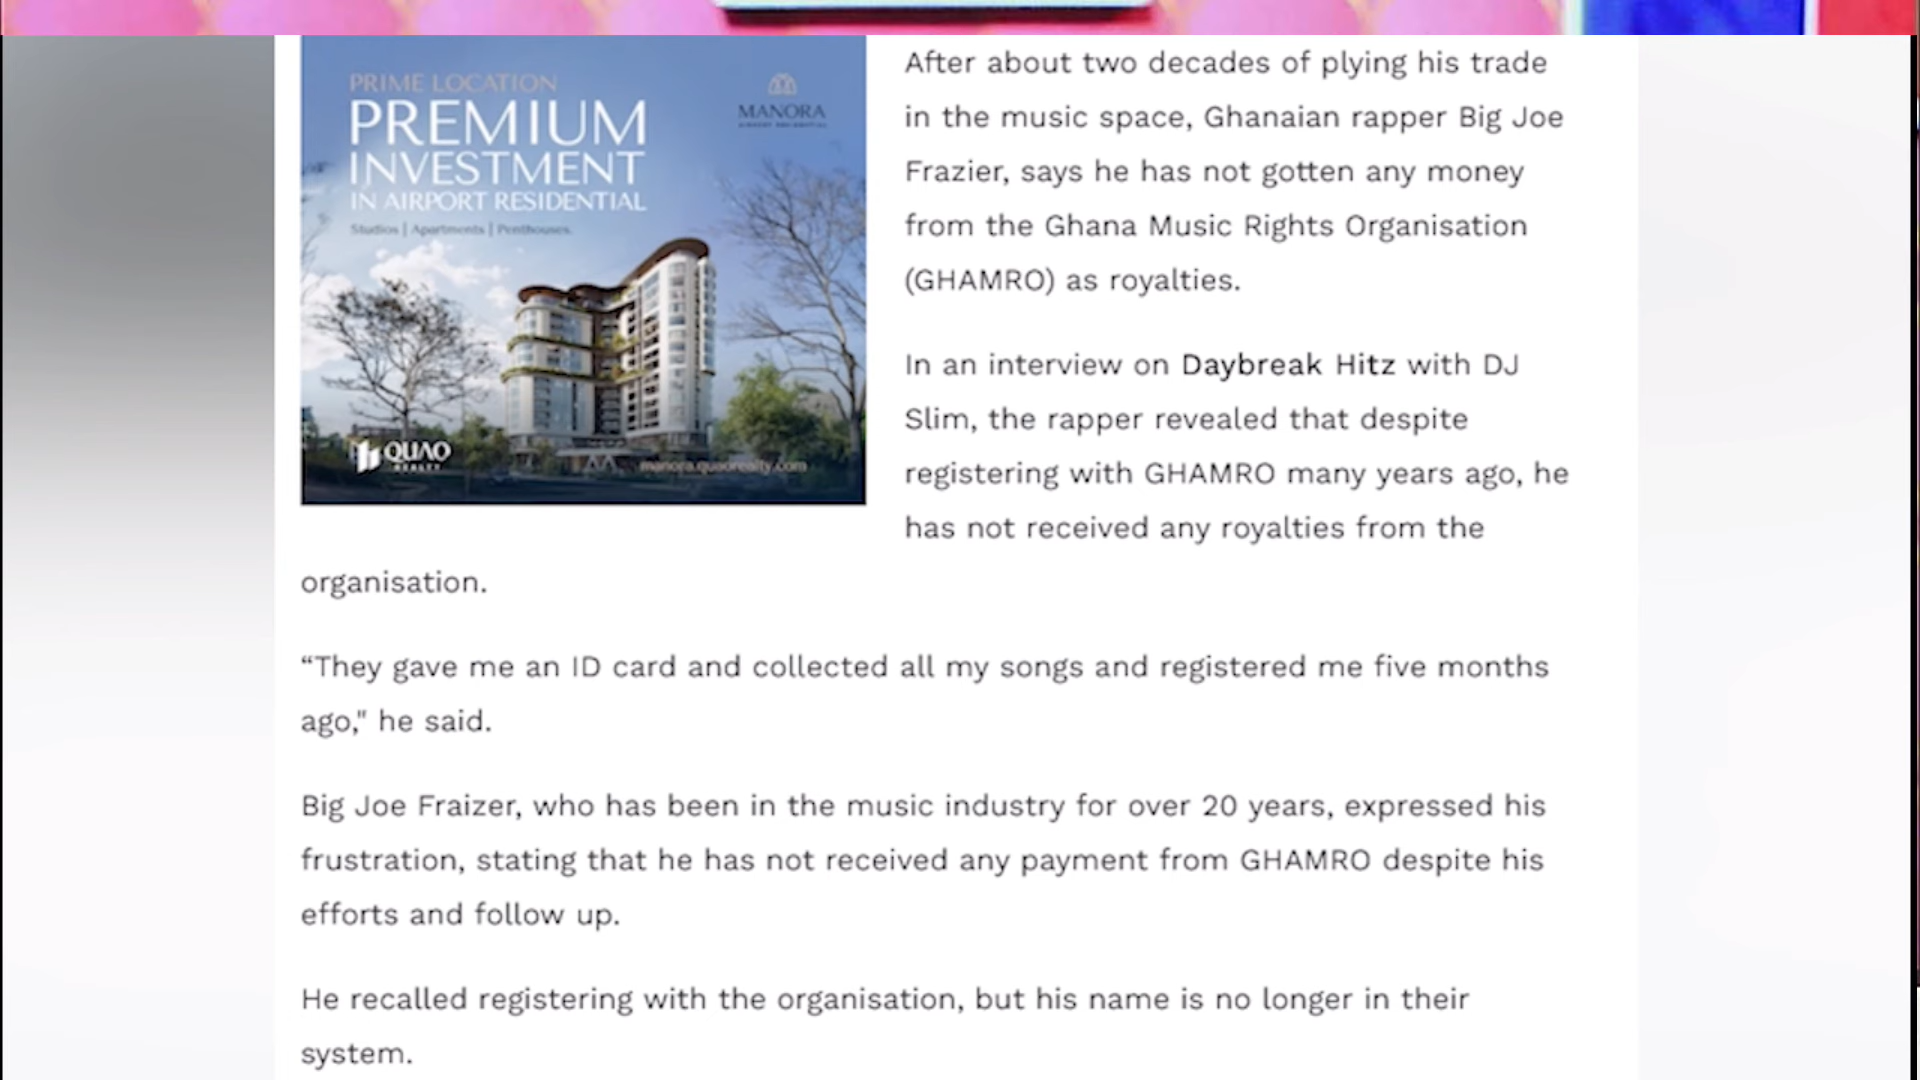 PRIME LOCATION
PREMIUM
INVESTMENT
IN AIRPORT RESIDENTIAL
Studios | Apartments | Penthouses.
MANORA
QUAO
REALTY
manora.quaorealty.com
After about two decades of plying his trade
in the music space, Ghanaian rapper Big Joe
Frazier, says he has not gotten any money
from the Ghana Music Rights Organisation
(GHAMRO) as royalties.
In an interview on Daybreak Hitz with DJ
Slim, the rapper revealed that despite
registering with GHAMRO many years ago, he
has not received any royalties from the
organisation.
“They gave me an ID card and collected all my songs and registered me five months
ago," he said.
Big Joe Fraizer, who has been in the music industry for over 20 years, expressed his
frustration, stating that he has not received any payment from GHAMRO despite his
efforts and follow up.
He recalled registering with the organisation, but his name is no longer in their
system.